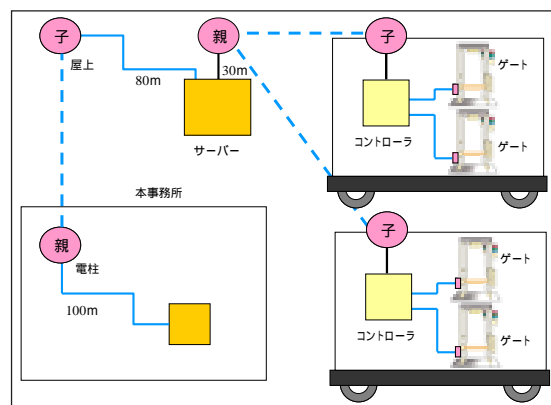 子
屋上
80m
親
30m
サーバー
子
コントローラ
ゲート
ゲート
本事務所
親
電柱
100m
子
コントローラ
ゲート
ゲート